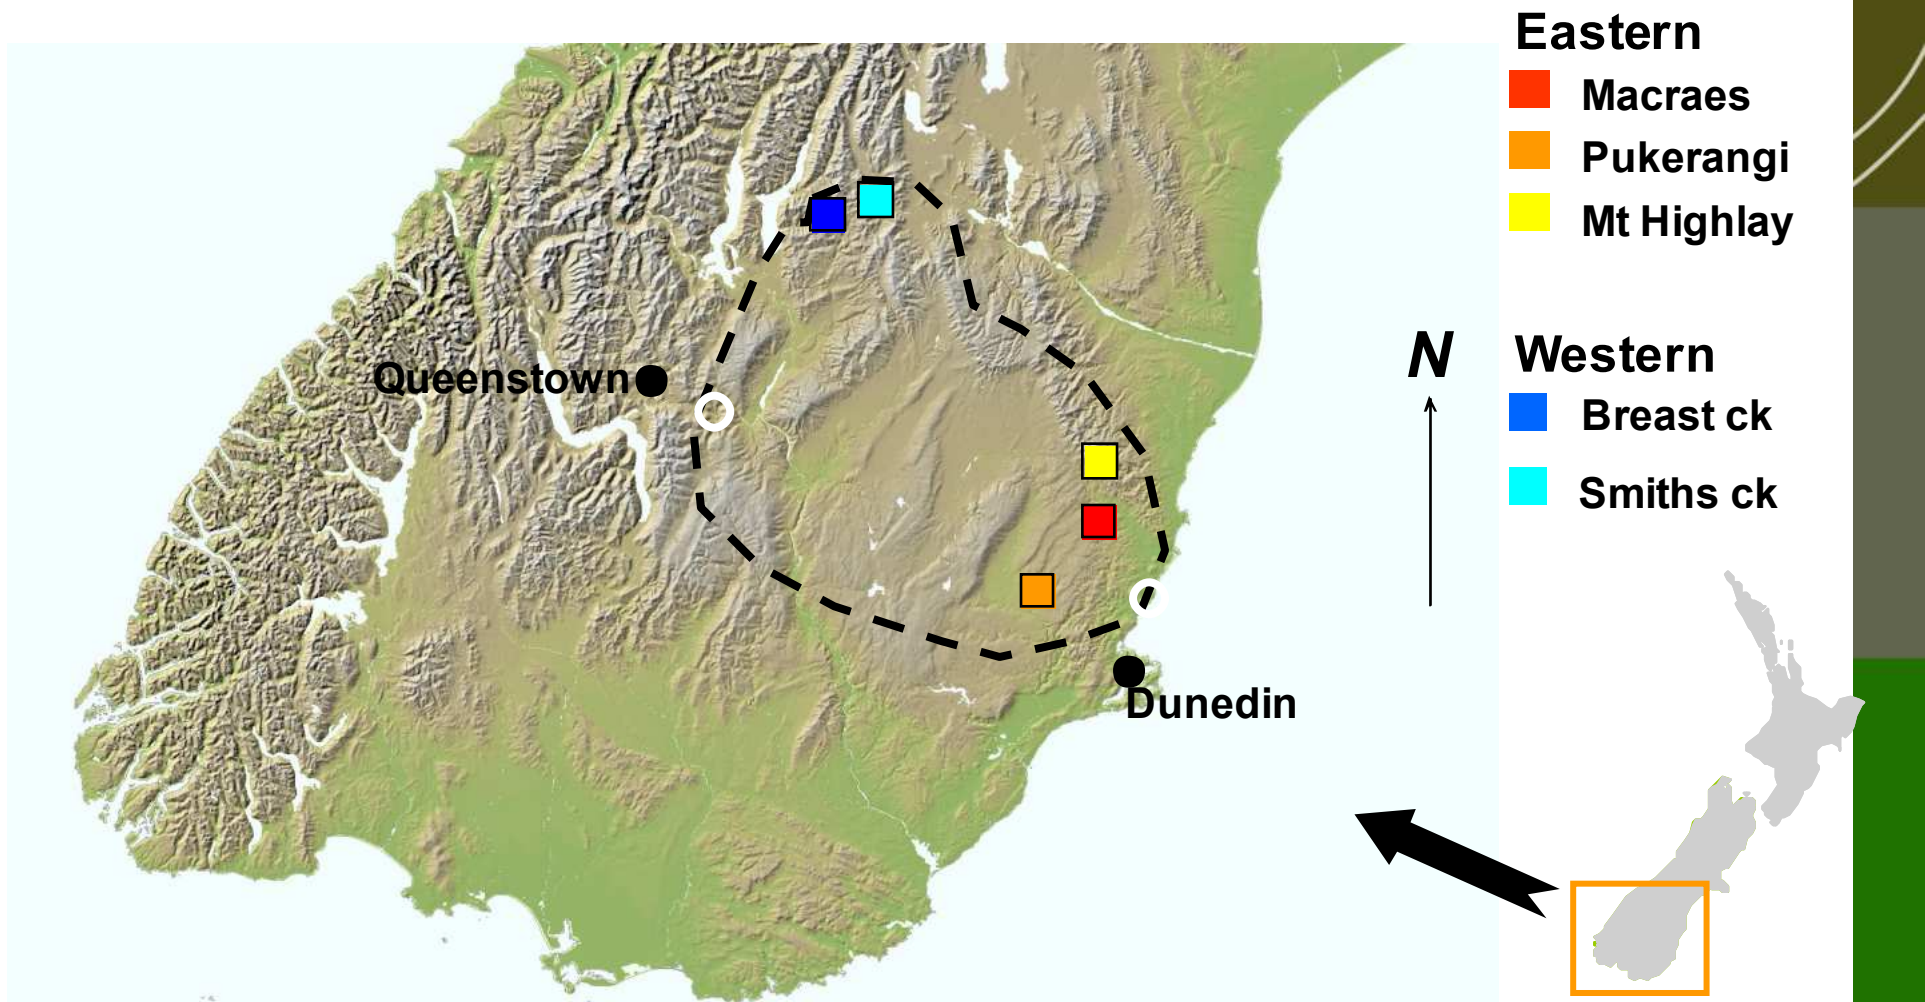 Eastern
Macraes
Pukerangi
Mt Highlay
Western
Breast ck
Smiths ck
N
Queenstown
Dunedin